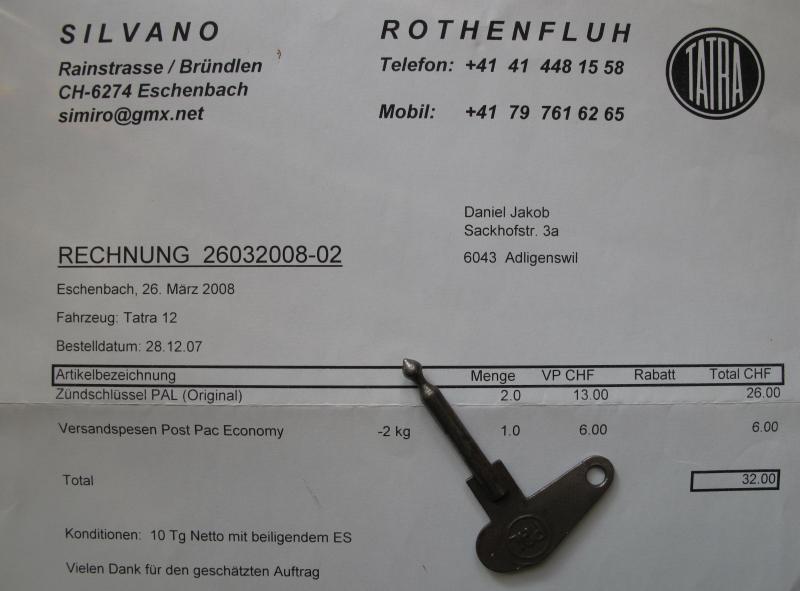 SILVANO ROTHENFLUH
Rainstrasse / Bründlen
CH-6274 Eschenbach
simiro@gmx.net
Telefon: +41 41 448 15 58
Mobil: +41 79 761 62 65
TATRA
Daniel Jakob
Sackhofstr. 3a
6043 Adligenswil
RECHNUNG 26032008-02
Eschenbach, 26. März 2008
Fahrzeug: Tatra 12
Bestelldatum: 28.12.07
Artikelbezeichnung Menge VP CHF Rabatt Total CHF
Zündschlüssel PAL (Original) 2.0 13.00 26.00
Versandspesen Post Pac Economy -2 kg 1.0 6.00 6.00
Total 32.00
Konditionen: 10 Tg Netto mit beiligendem ES
Vielen Dank für den geschätzten Auftrag
PAL